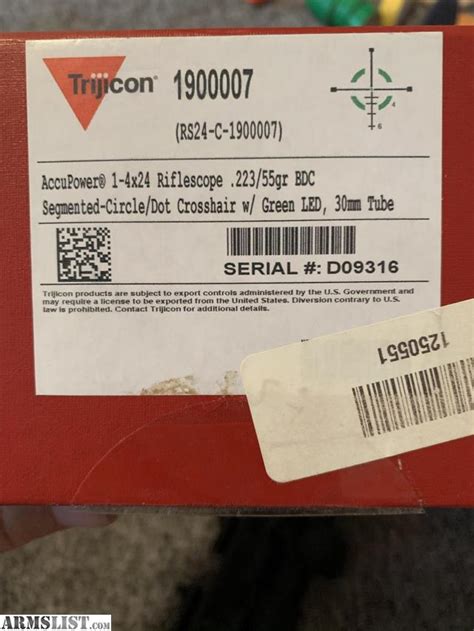 Trijicon® 1900007
(RS24-C-1900007)
4
6
AccuPower® 1-4x24 Riflescope .223/55gr BDC
Segmented-Circle/Dot Crosshair w/ Green LED, 30mm Tube
SERIAL #: D09316
Trijicon products are subject to export controls administered by the U.S. Government and
may require a license to be exported from the United States. Diversion contrary to U.S.
law is prohibited. Contact Trijicon for additional details.
1250551
ARMSLIST.COM